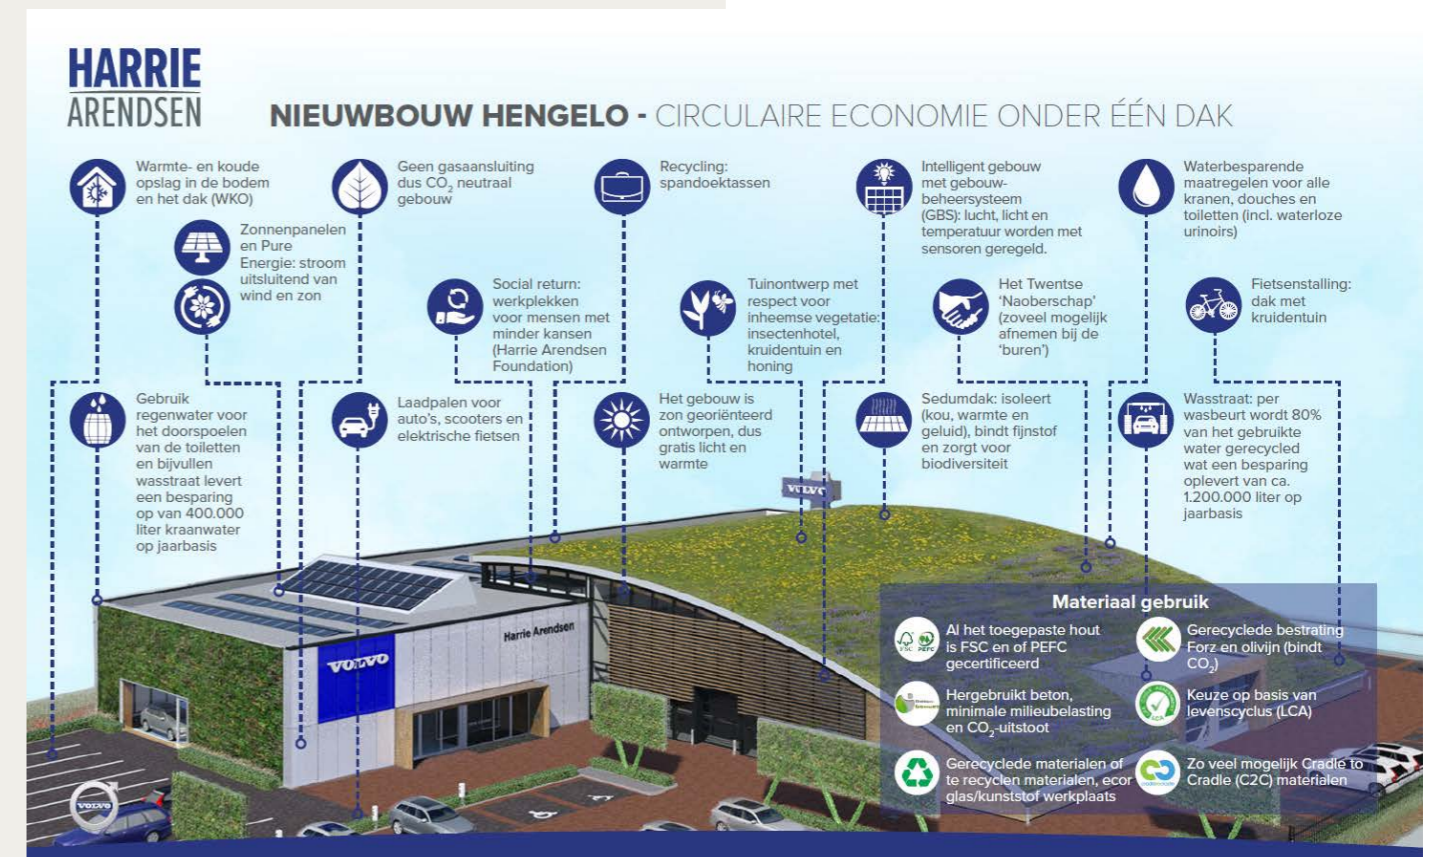 HARRIE
ARENDSEN
NIEUWBOUW HENGELO - CIRCULAIRE ECONOMIE ONDER ÉÉN DAK
Warmte- en koude
opslag in de bodem
en het dak (WKO)
Geen gasaansluiting
dus CO₂ neutraal
gebouw
Recycling:
spandoektassen
Intelligent gebouw
met gebouw-
beheersysteem
(GBS): lucht, licht en
temperatuur worden met
sensoren geregeld.
Waterbesparende
maatregelen voor alle
kranen, douches en
toiletten (incl. waterloze
urinoirs)
Zonnenpanelen
en Pure
Energie: stroom
uitsluitend van
wind en zon
Social return:
werkplekken
voor mensen met
minder kansen
(Harrie Arendsen
Foundation)
Tuinontwerp met
respect voor
inheemse vegetatie:
insectenhotel,
kruidentuin en
honing
Het Twentse
‘Naoberschap’
(zoveel mogelijk
afnemen bij de
‘buren’)
Fietsenstalling:
dak met
kruidentuin
Gebruik
regenwater voor
het doorspoelen
van de toiletten
en bijvullen
wasstraat levert
een besparing
op van 400.000
liter kraanwater
op jaarbasis
Laadpalen voor
auto’s, scooters en
elektrische fietsen
Het gebouw is
zon georiënteerd
ontworpen, dus
gratis licht en
warmte
Sedumdak: isoleert
(kou, warmte en
geluid), bindt fijnstof
en zorgt voor
biodiversiteit
Wasstraat: per
wasbeurt wordt 80%
van het gebruikte
water gerecycled
wat een besparing
oplevert van ca.
1.200.000 liter op
jaarbasis
VOLVO
Harrie Arendsen
VOLVO
VOLVO
Materiaal gebruik
FSC PEFC
Al het toegepaste hout
is FSC en of PEFC
gecertificeerd
Gerecyclede bestrating
Forz en olivijn (bindt
CO₂)
Hergebruikt beton,
minimale milieubelasting
en CO₂-uitstoot
Keuze op basis van
levenscyclus (LCA)
Gerecyclede materialen of
te recyclen materialen, ecor
glas/kunststof werkplaats
Zo veel mogelijk Cradle to
Cradle (C2C) materialen